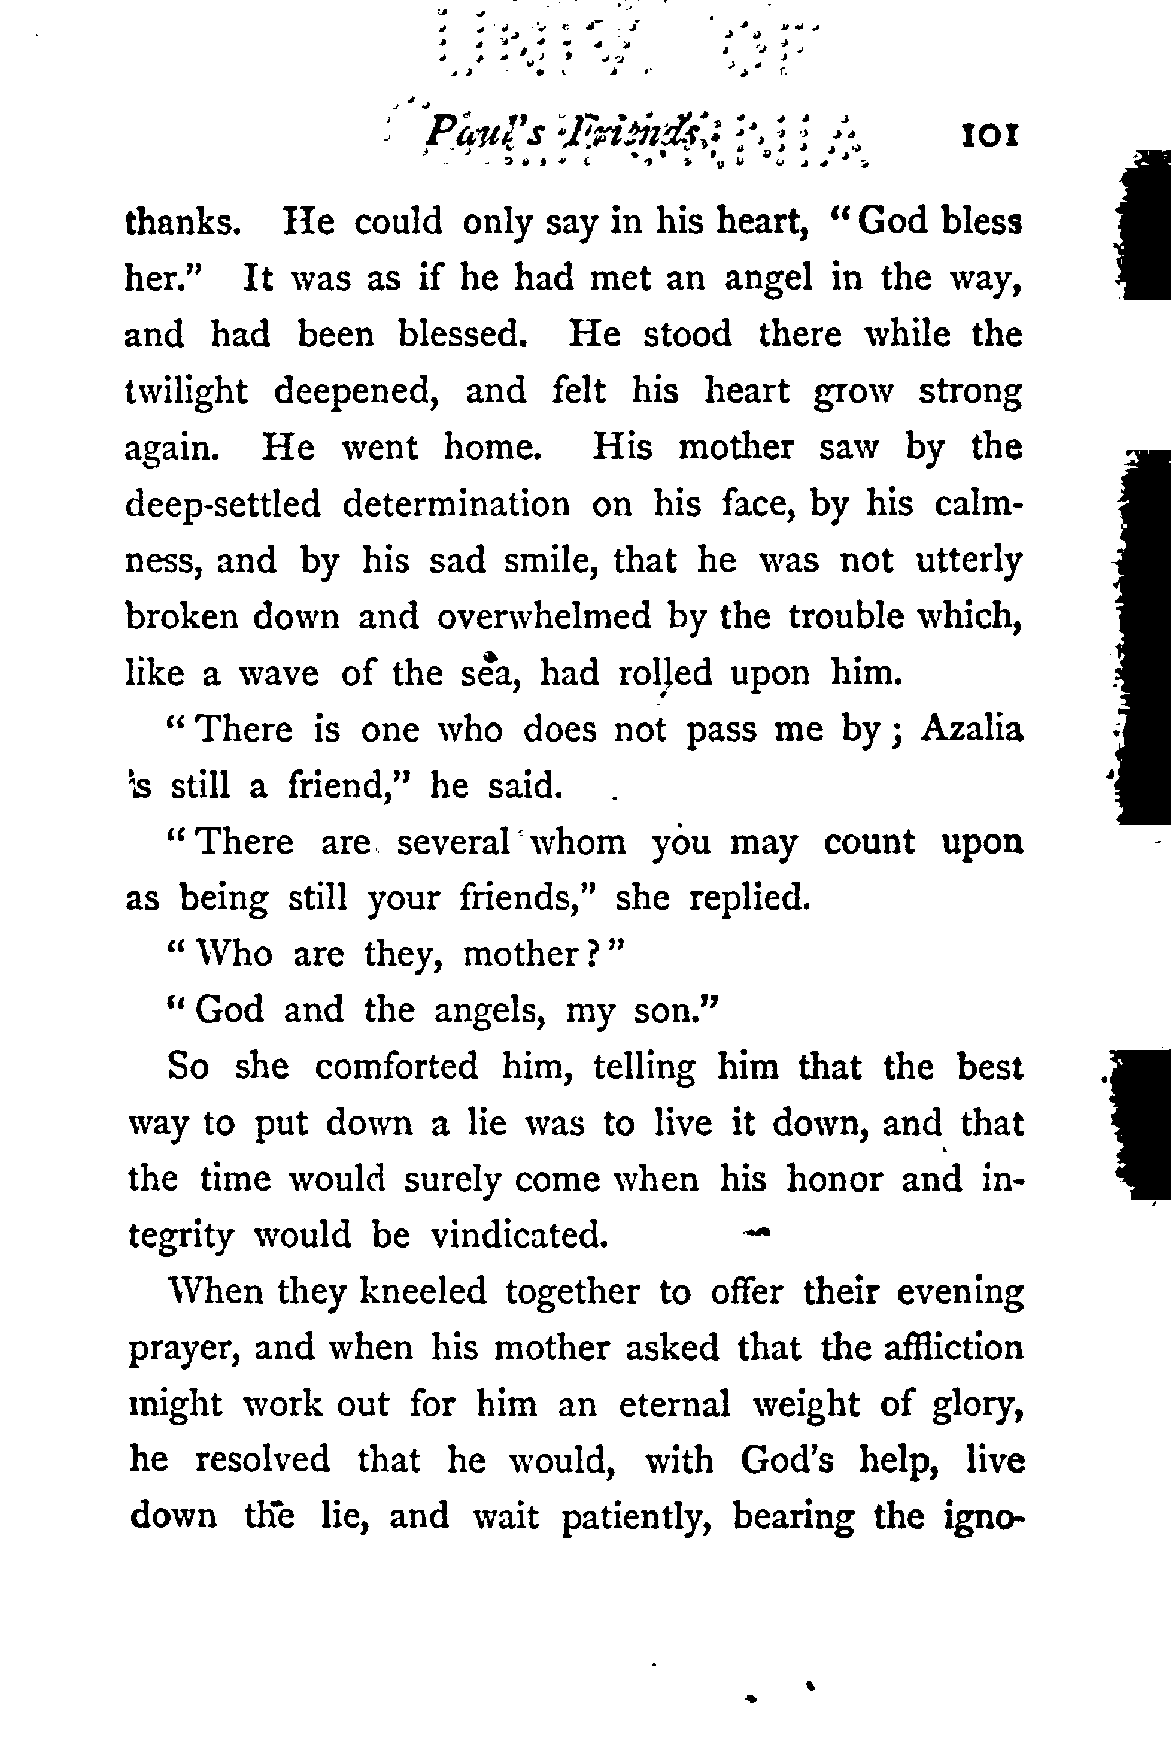 UNIV. OF
Paul's Friends. 101
thanks. He could only say in his heart, “God bless
her.” It was as if he had met an angel in the way,
and had been blessed. He stood there while the
twilight deepened, and felt his heart grow strong
again. He went home. His mother saw by the
deep-settled determination on his face, by his calm-
ness, and by his sad smile, that he was not utterly
broken down and overwhelmed by the trouble which,
like a wave of the sea, had rolled upon him.
“There is one who does not pass me by; Azalia
is still a friend,” he said.
“There are several whom you may count upon
as being still your friends,” she replied.
“Who are they, mother?”
“God and the angels, my son.”
So she comforted him, telling him that the best
way to put down a lie was to live it down, and that
the time would surely come when his honor and in-
tegrity would be vindicated.
When they kneeled together to offer their evening
prayer, and when his mother asked that the affliction
might work out for him an eternal weight of glory,
he resolved that he would, with God's help, live
down the lie, and wait patiently, bearing the igno-